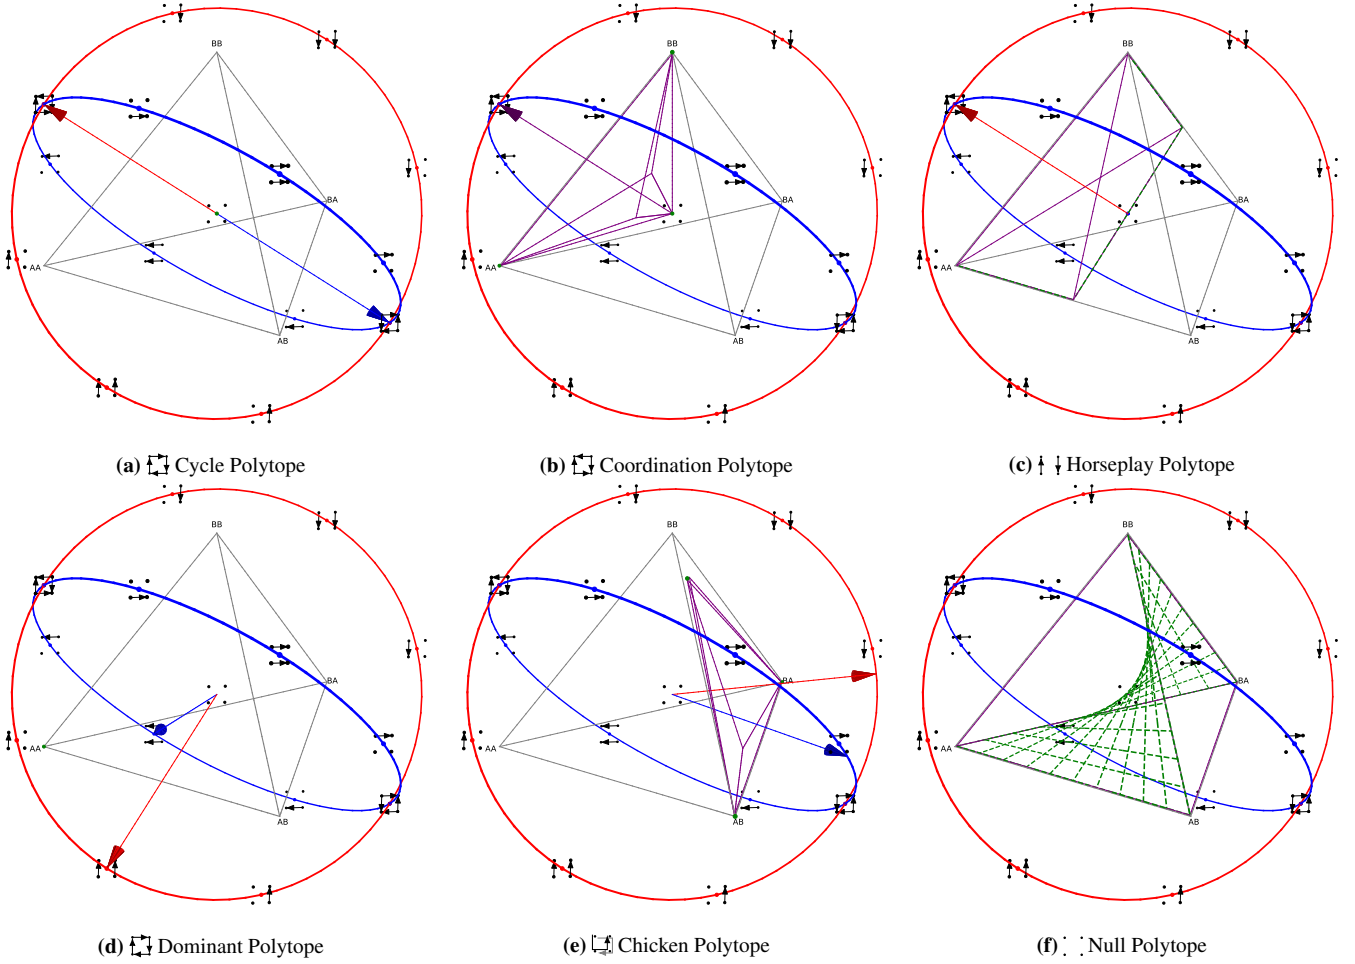 BB
BB
BB
BA
BA
BA
AA
AA
AA
AB
AB
AB
(a) Cycle Polytope
(b) Coordination Polytope
(c) Horseplay Polytope
BB
BB
BB
BA
BA
BA
AA
AA
AA
AB
AB
AB
(d) Dominant Polytope
(e) Chicken Polytope
(f) Null Polytope